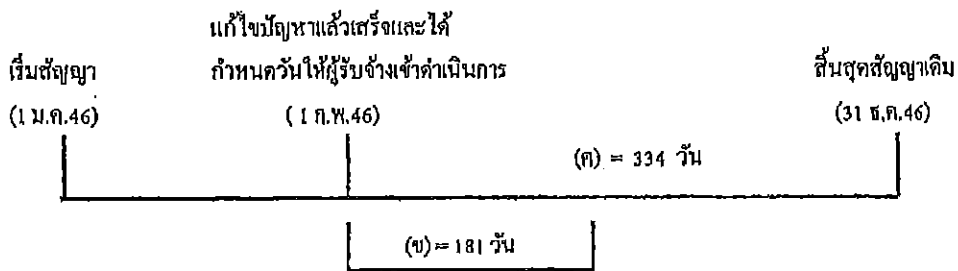 แก้ไขปัญหาแล้วเสร็จและได้
เริ่มสัญญา
กำหนดวันให้ผู้รับจ้างเข้าดำเนินการ
สิ้นสุดสัญญาเดิม
(1 ม.ค.46)
( 1 ก.พ.46)
(31 ธ.ค.46)
(ค) = 334 วัน
(ข) = 181 วัน